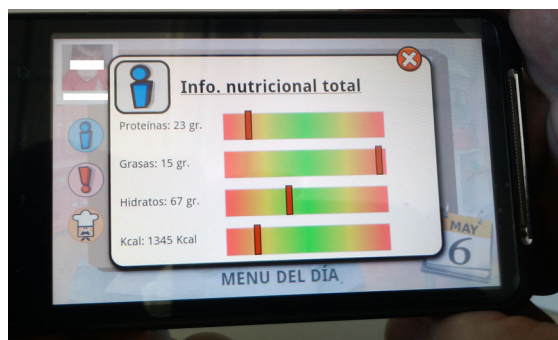 Info. nutricional total
Proteínas: 23 gr.
Grasas: 15 gr.
Hidratos: 67 gr.
Kcal: 1345 Kcal
MAY
6
MENU DEL DÍA